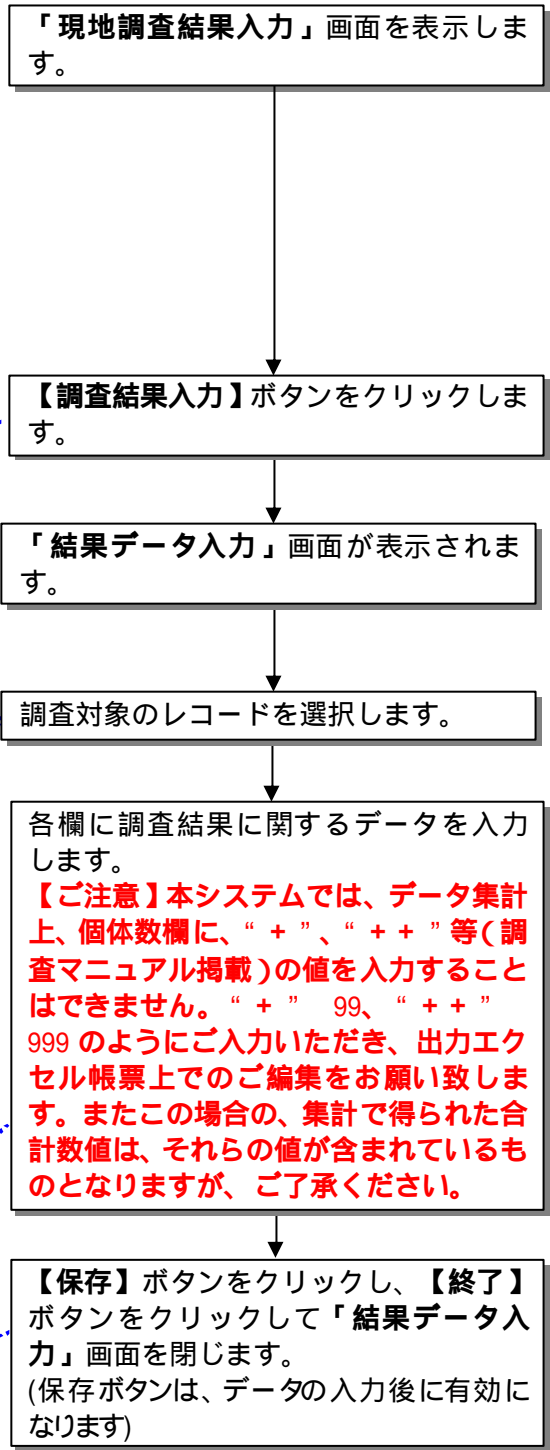 「現地調査結果入力」画面を表示しま
す。
【調査結果入力】ボタンをクリックしま
す。
「結果データ入力」画面が表示されま
す。
調査対象のレコードを選択します。
各欄に調査結果に関するデータを入力
します。
【ご注意】本システムでは、データ集計
上、個体数欄に、“＋”、“＋＋”等(調
査マニュアル掲載)の値を入力すること
はできません。“＋”　99、“＋＋”
999 のようにご入力いただき、出力エク
セル帳票上でのご編集をお願い致しま
す。またこの場合の、集計で得られた合
計数値は、それらの値が含まれているも
のとなりますが、ご了承ください。
【保存】ボタンをクリックし、【終了】
ボタンをクリックして「結果データ入
力」画面を閉じます。
(保存ボタンは、データの入力後に有効に
なります)